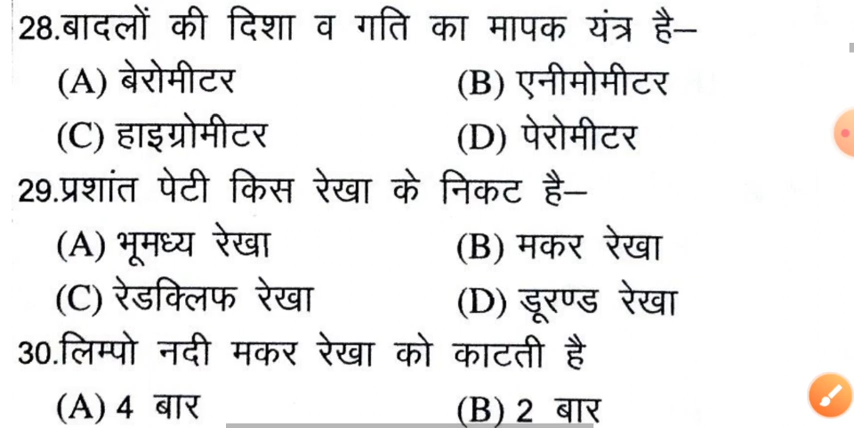 28.बादलों की दिशा व गति का मापक यंत्र है–
(A) बेरोमीटर (B) एनीमोमीटर
(C) हाइग्रोमीटर (D) पेरोमीटर
29.प्रशांत पेटी किस रेखा के निकट है–
(A) भूमध्य रेखा (B) मकर रेखा
(C) रेडक्लिफ रेखा (D) डूरण्ड रेखा
30.लिम्पो नदी मकर रेखा को काटती है
(A) 4 बार (B) 2 बार